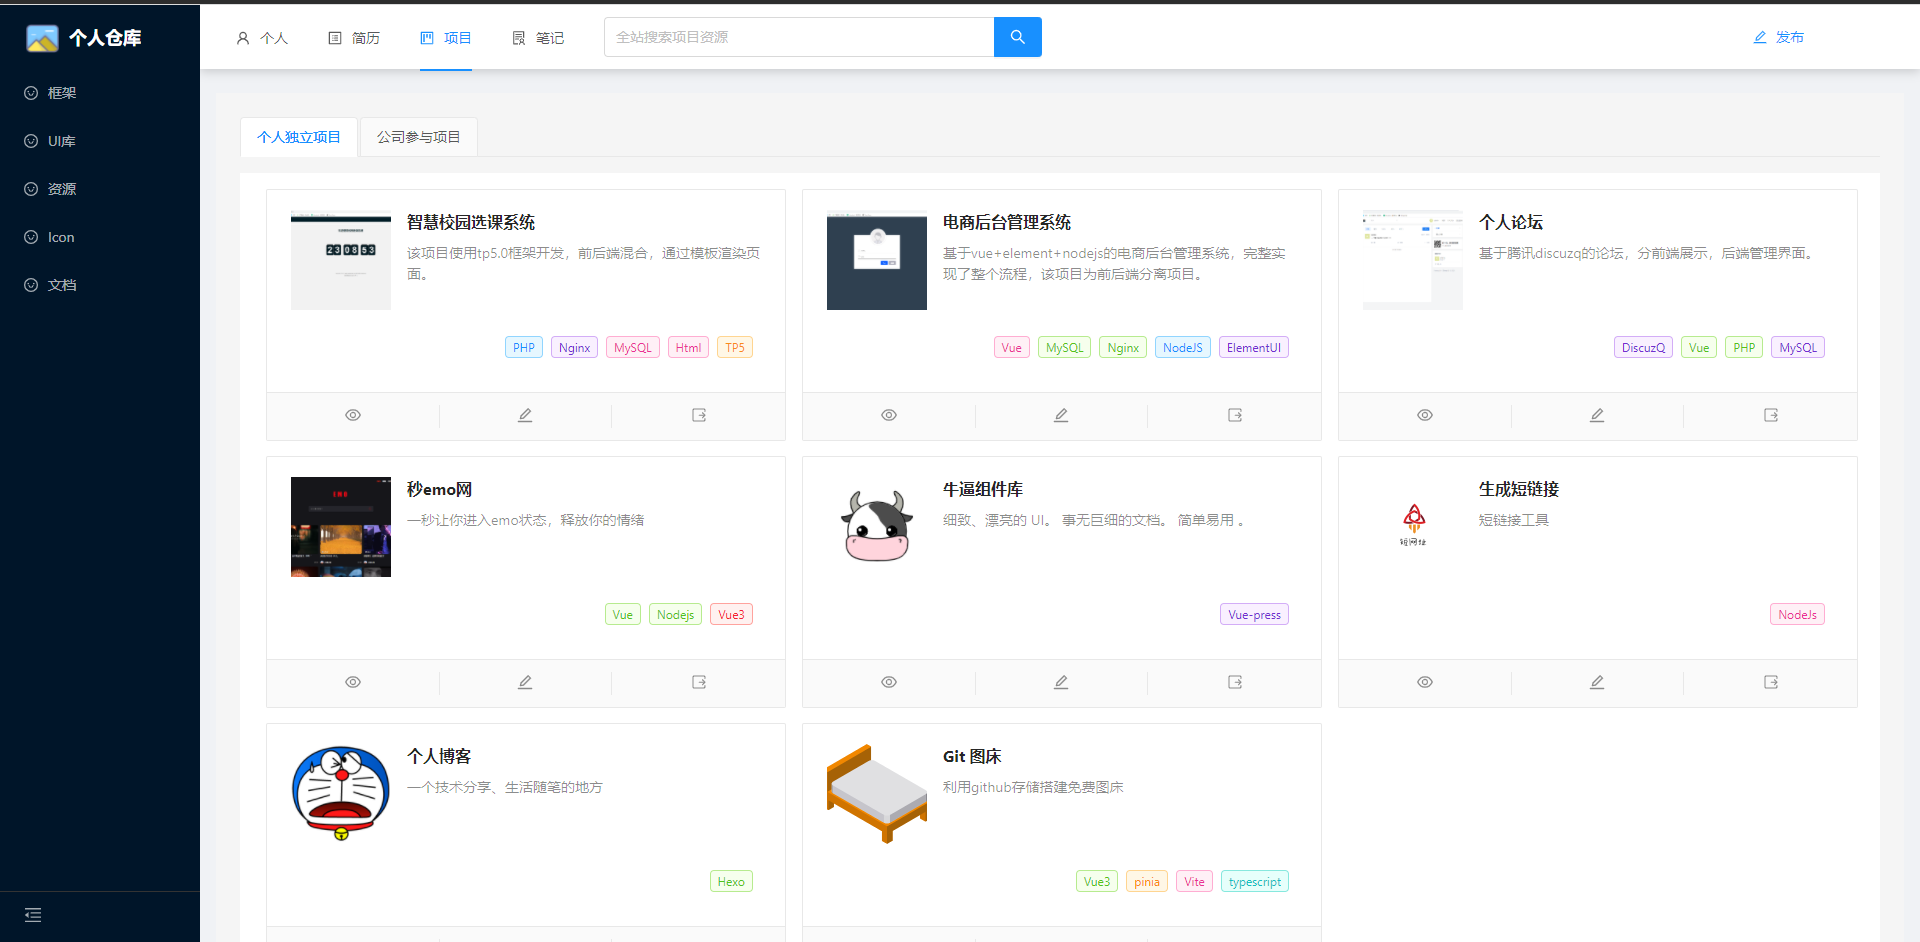 个人仓库
个人
简历
项目
笔记
全站搜索项目资源
发布
框架
UI库
资源
Icon
文档
个人独立项目
公司参与项目
智慧校园选课系统
该项目使用tp5.0框架开发，前后端混合，通过模板渲染页
面。
PHP Nginx MySQL Html TP5
23 08 53
电商后台管理系统
基于vue+element+nodejs的电商后台管理系统，完整实
现了整个流程，该项目为前后端分离项目。
Vue MySQL Nginx NodeJS ElementUI
个人论坛
基于腾讯discuzq的论坛，分前端展示，后端管理界面。
DiscuzQ Vue PHP MySQL
秒emo网
一秒让你进入emo状态，释放你的情绪
Vue Nodejs Vue3
牛逼组件库
细致、漂亮的 UI。 事无巨细的文档。 简单易用 。
Vue-press
生成短链接
短链接工具
短网址
NodeJs
个人博客
一个技术分享、生活随笔的地方
Hexo
Git 图床
利用github存储搭建免费图床
Vue3 pinia Vite typescript